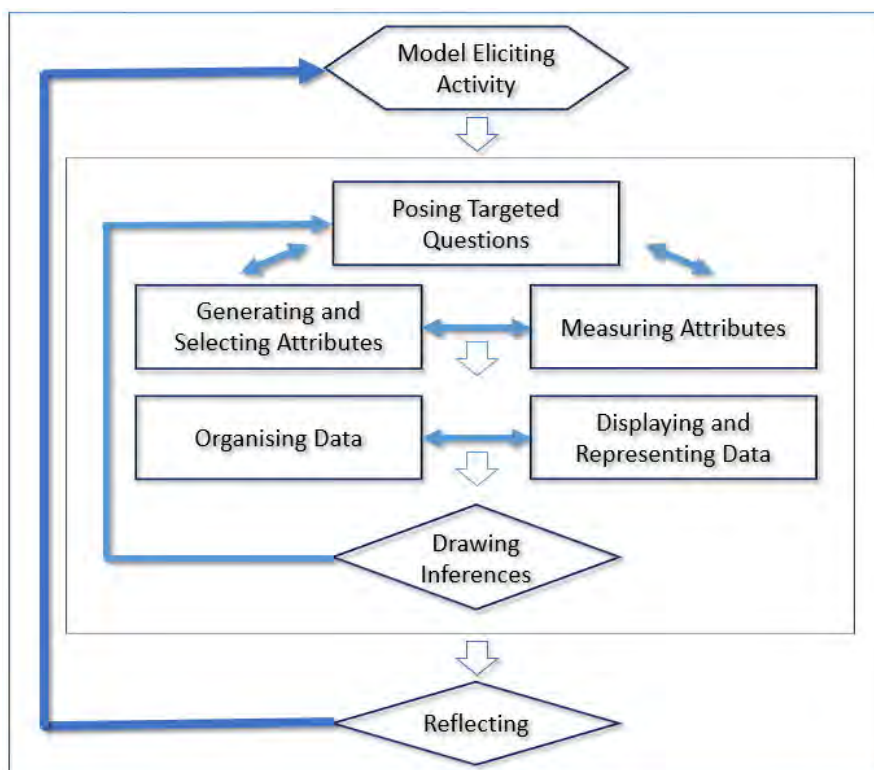 Model Eliciting
Activity
Posing Targeted
Questions
Generating and
Selecting Attributes
Measuring Attributes
Organising Data
Displaying and
Representing Data
Drawing
Inferences
Reflecting